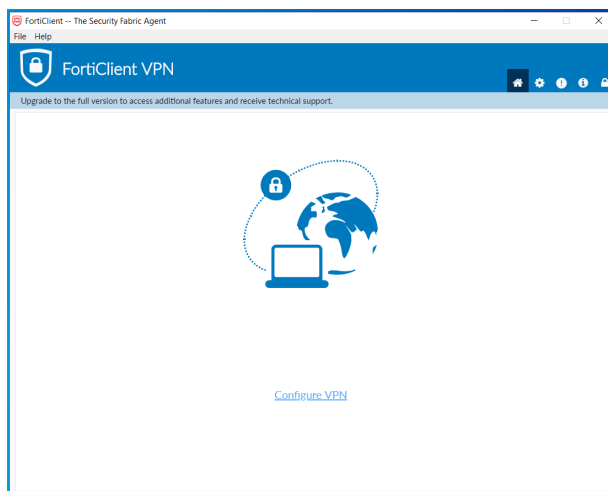 FortiClient -- The Security Fabric Agent
File Help
FortiClient VPN
Upgrade to the full version to access additional features and receive technical support.
Configure VPN